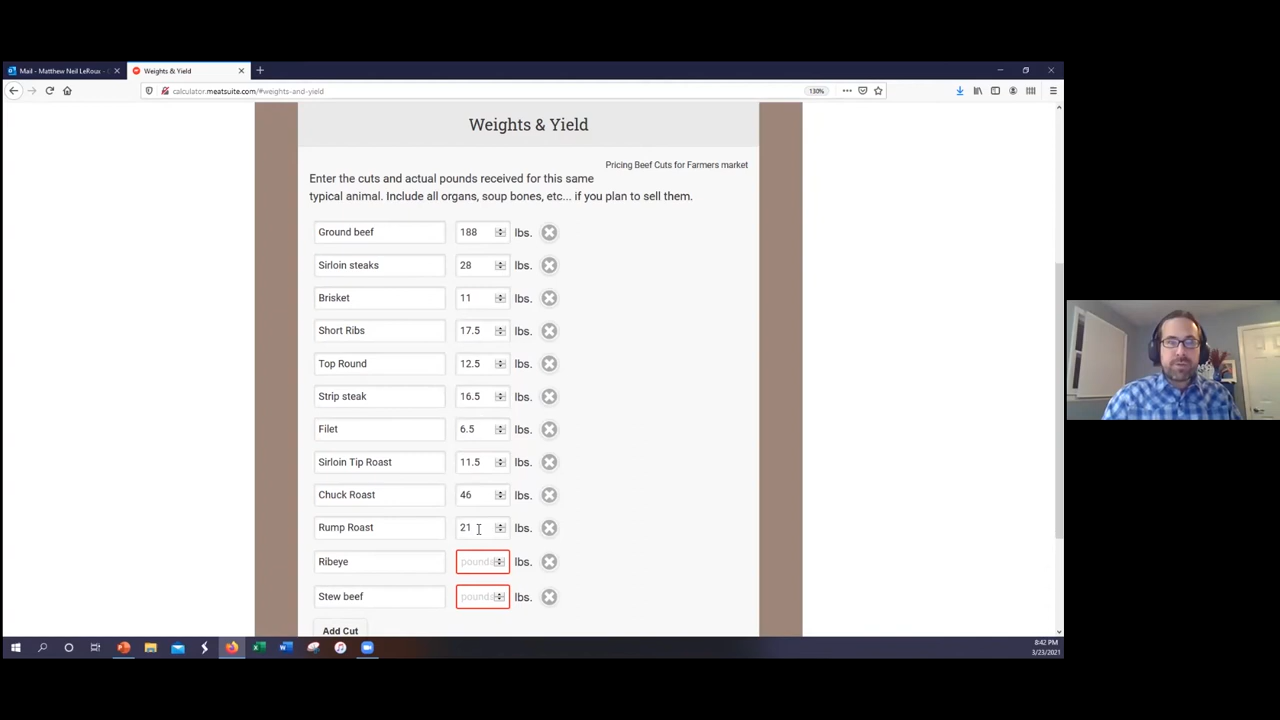 Mail - Matthew Neil LeRoux -
Weights & Yield
calculator.meatsuite.com/#weights-and-yield
130%
Weights & Yield
Pricing Beef Cuts for Farmers market
Enter the cuts and actual pounds received for this same
typical animal. Include all organs, soup bones, etc... if you plan to sell them.
Ground beef 188 lbs.
Sirloin steaks 28 lbs.
Brisket 11 lbs.
Short Ribs 17.5 lbs.
Top Round 12.5 lbs.
Strip steak 16.5 lbs.
Filet 6.5 lbs.
Sirloin Tip Roast 11.5 lbs.
Chuck Roast 46 lbs.
Rump Roast 21 lbs.
Ribeye pounds lbs.
Stew beef pounds lbs.
Add Cut
8:42 PM
3/23/2021